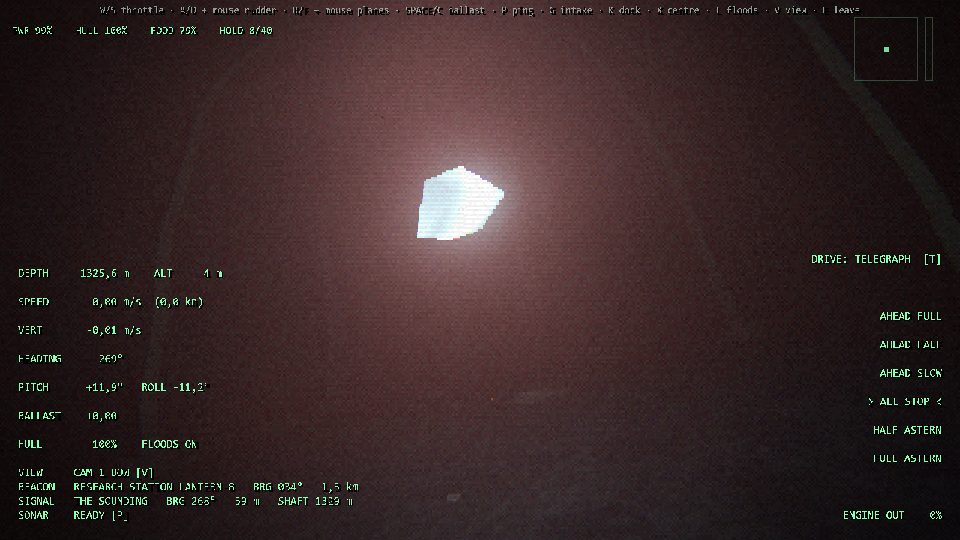 W/S throttle · A/D + mouse rudder · R/F — mouse planes · SPACE/C ballast · P ping · G intake · K dock · X centre · L floods · V view · E leave
PWR 99% HULL 100% FOOD 79% HOLD 8/40
DEPTH 1325,6 m ALT 4 m
DRIVE: TELEGRAPH [T]
SPEED 0,00 m/s (0,0 kn)
AHEAD FULL
VERT -0,01 m/s
AHEAD HALF
HEADING 269°
AHEAD SLOW
PITCH +11,9° ROLL -11,2°
> ALL STOP <
BALLAST +0,00
HALF ASTERN
HULL 100% FLOODS ON
FULL ASTERN
VIEW CAM 1 BOW [V]
BEACON RESEARCH STATION LANTERN 8 BRG 034° 1,5 km
SIGNAL THE SOUNDING BRG 268° 59 m SHAFT 1329 m
SONAR READY [P]
ENGINE OUT 0%